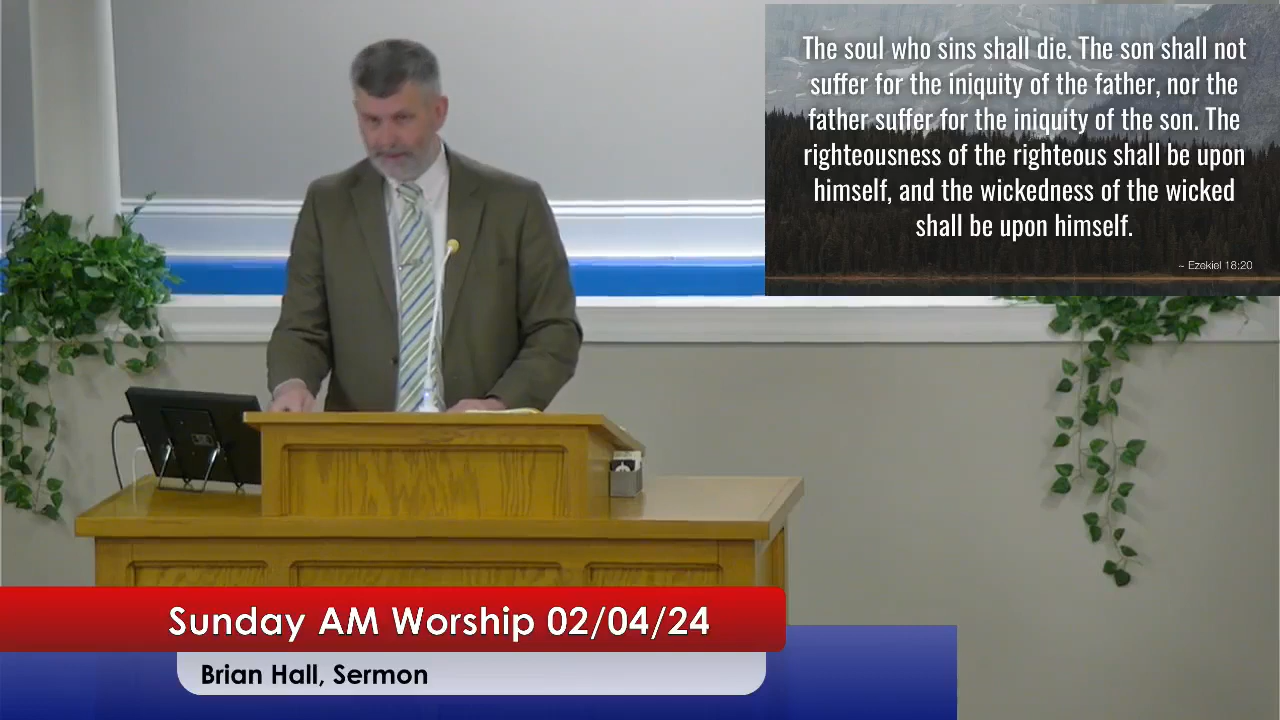 The soul who sins shall die. The son shall not
suffer for the iniquity of the father, nor the
father suffer for the iniquity of the son. The
righteousness of the righteous shall be upon
himself, and the wickedness of the wicked
shall be upon himself.
~ Ezekiel 18:20
Sunday AM Worship 02/04/24
Brian Hall, Sermon